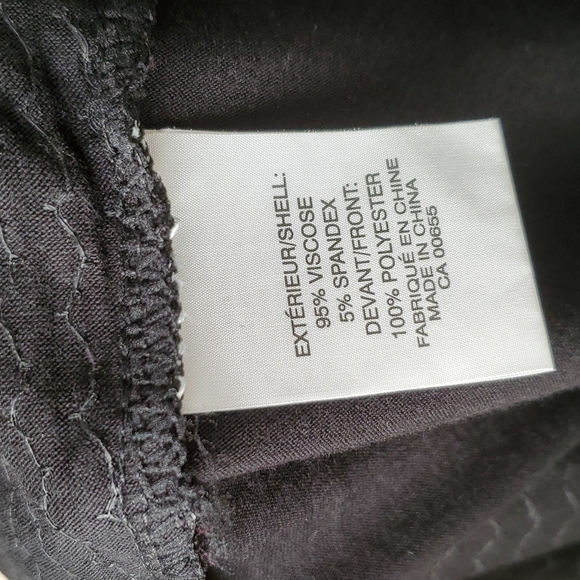 EXTÉRIEUR/SHELL:
95% VISCOSE
5% SPANDEX
DEVANT/FRONT:
100% POLYESTER
FABRIQUÉ EN CHINE
MADE IN CHINA
CA 00655